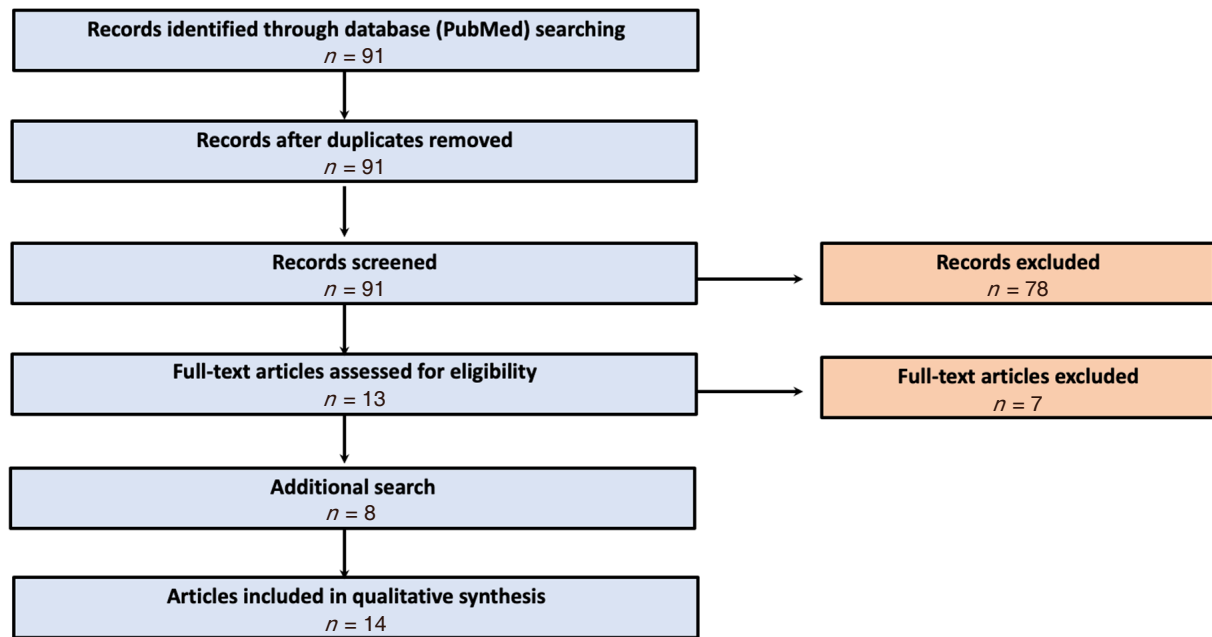 Records identified through database (PubMed) searching
n = 91
Records after duplicates removed
n = 91
Records screened
n = 91
Records excluded
n = 78
Full-text articles assessed for eligibility
n = 13
Full-text articles excluded
n = 7
Additional search
n = 8
Articles included in qualitative synthesis
n = 14